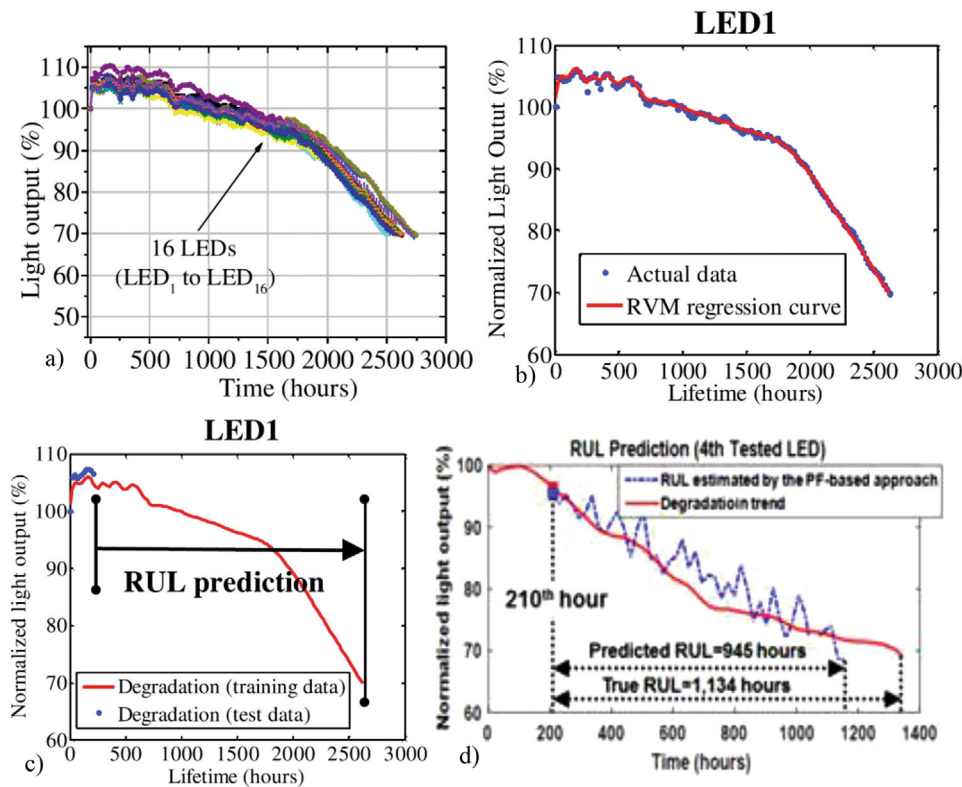 LED1
110
100
90
80
70
60
50
Light output (%)
16 LEDs
(LED1 to LED16)
a)
0 500 1000 1500 2000 2500 3000
Time (hours)
110
100
90
80
70
60
Normalized Light Outut (%)
Actual data
RVM regression curve
b)
0 500 1000 1500 2000 2500 3000
Lifetime (hours)
LED1
110
100
90
80
70
60
Normalized light output (%)
RUL prediction
Degradation (training data)
Degradation (test data)
c)
0 500 1000 1500 2000 2500 3000
Lifetime (hours)
RUL Prediction (4th Tested LED)
100
90
80
70
60
Normalized light output (%)
RUL estimated by the PF-based approach
Degradatioin trend
210th hour
Predicted RUL=945 hours
True RUL=1,134 hours
d)
0 200 400 600 800 1000 1200 1400
Time (hours)